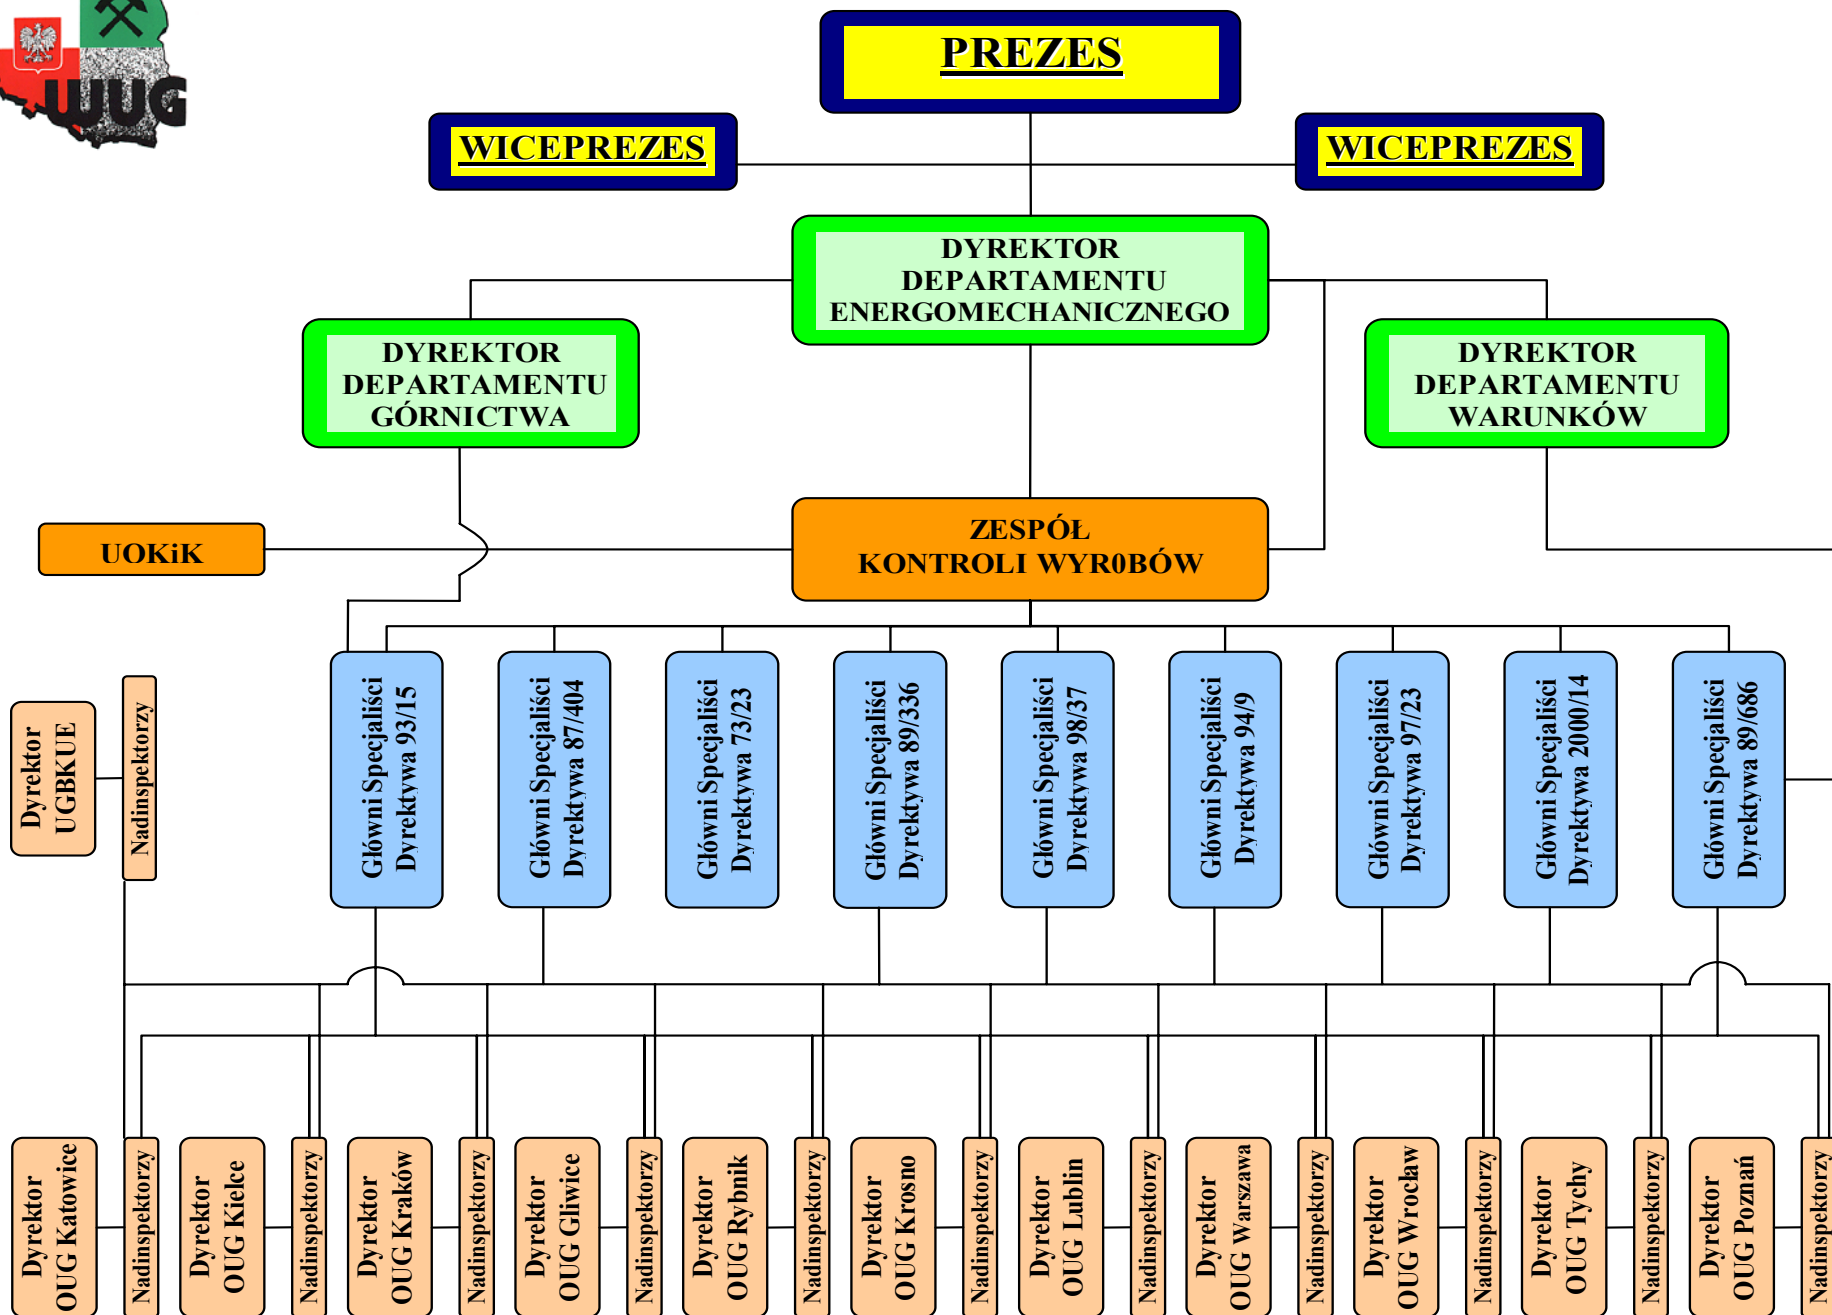 WUG
PREZES
WICEPREZES
WICEPREZES
DYREKTOR
DEPARTAMENTU
ENERGOMECHANICZNEGO
DYREKTOR
DEPARTAMENTU
GÓRNICTWA
DYREKTOR
DEPARTAMENTU
WARUNKÓW
UOKiK
ZESPÓŁ
KONTROLI WYR0BÓW
Dyrektor
UGBKUE
Nadinspektorzy
Główni Specjaliści
Dyrektywa 93/15
Główni Specjaliści
Dyrektywa 87/404
Główni Specjaliści
Dyrektywa 73/23
Główni Specjaliści
Dyrektywa 89/336
Główni Specjaliści
Dyrektywa 98/37
Główni Specjaliści
Dyrektywa 94/9
Główni Specjaliści
Dyrektywa 97/23
Główni Specjaliści
Dyrektywa 2000/14
Główni Specjaliści
Dyrektywa 89/686
Dyrektor
OUG Katowice
Nadinspektorzy
Dyrektor
OUG Kielce
Nadinspektorzy
Dyrektor
OUG Kraków
Nadinspektorzy
Dyrektor
OUG Gliwice
Nadinspektorzy
Dyrektor
OUG Rybnik
Nadinspektorzy
Dyrektor
OUG Krosno
Nadinspektorzy
Dyrektor
OUG Lublin
Nadinspektorzy
Dyrektor
OUG Warszawa
Nadinspektorzy
Dyrektor
OUG Wrocław
Nadinspektorzy
Dyrektor
OUG Tychy
Nadinspektorzy
Dyrektor
OUG Poznań
Nadinspektorzy